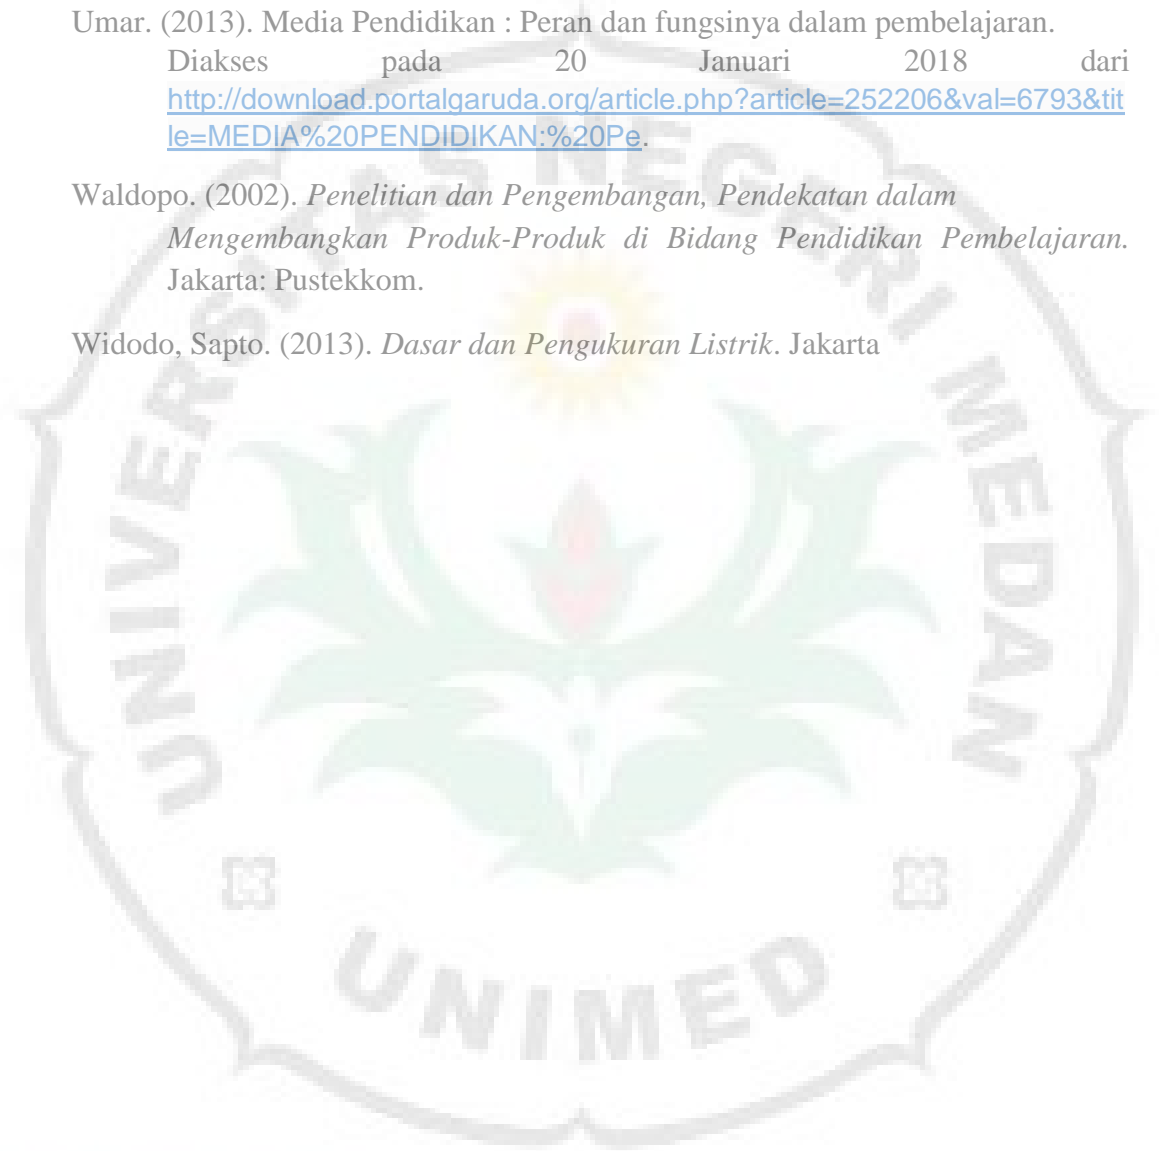 Umar. (2013). Media Pendidikan : Peran dan fungsinya dalam pembelajaran.
Diakses pada 20 Januari 2018 dari
http://download.portalgaruda.org/article.php?article=252206&val=6793&tit
le=MEDIA%20PENDIDIKAN:%20Pe.
Waldopo. (2002). Penelitian dan Pengembangan, Pendekatan dalam
Mengembangkan Produk-Produk di Bidang Pendidikan Pembelajaran.
Jakarta: Pustekkom.
Widodo, Sapto. (2013). Dasar dan Pengukuran Listrik. Jakarta
UNIVERSITAS NEGERI MEDAN
UNIMED